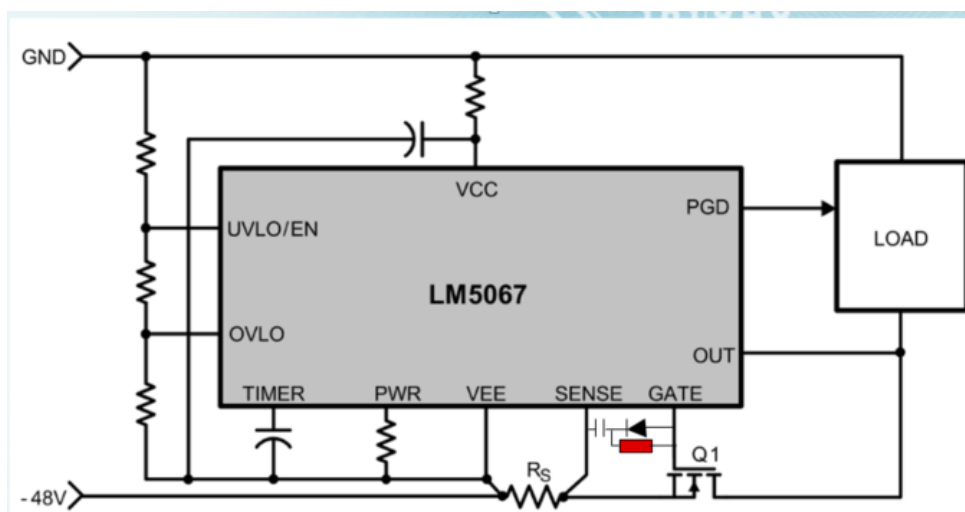 GND
VCC
PGD
UVLO/EN
LOAD
LM5067
OVLO
OUT
TIMER PWR VEE SENSE GATE
RS
Q1
-48V